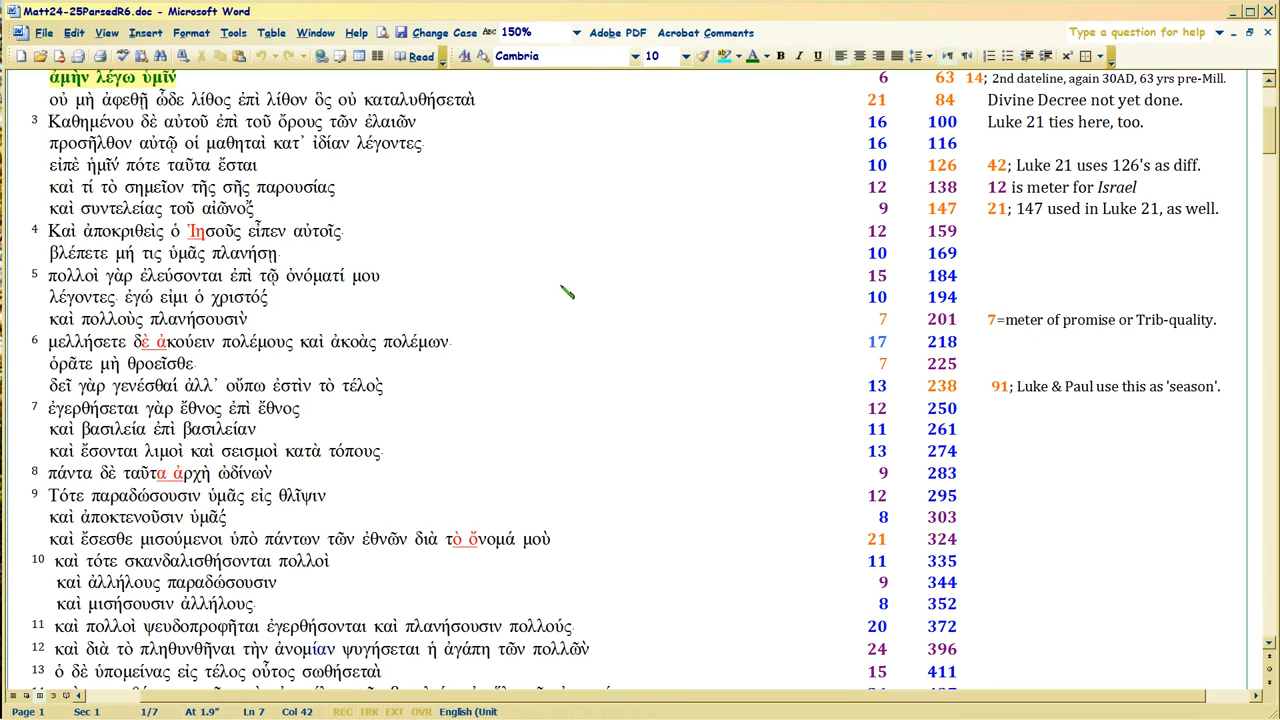 Matt24-25ParsedR6.doc - Microsoft Word
File Edit View Insert Format Tools Table Window Help Change Case 150% Adobe PDF Acrobat Comments Type a question for help
Read Cambria 10
ἀμὴν λέγω ὑμῖν 6 63 14; 2nd dateline, again 30AD, 63 yrs pre-Mill.
οὐ μὴ ἀφεθῇ ὧδε λίθος ἐπὶ λίθον ὃς οὐ καταλυθήσεταὶ 21 84 Divine Decree not yet done.
3 Καθημένου δὲ αὐτοῦ ἐπὶ τοῦ ὄρους τῶν ἐλαιῶν 16 100 Luke 21 ties here, too.
προσῆλθον αὐτῷ οἱ μαθηταὶ κατ᾽ ἰδίαν λέγοντες· 16 116
εἰπὲ ἡμῖν́ πότε ταῦτα ἔσται 10 126 42; Luke 21 uses 126's as diff.
καὶ τί τὸ σημεῖον τῆς σῆς παρουσίας 12 138 12 is meter for Israel
καὶ συντελείας τοῦ αἰῶνοξ 9 147 21; 147 used in Luke 21, as well.
4 Καὶ ἀποκριθεὶς ὁ Ἰησοῦς εἶπεν αὐτοῖς· 12 159
βλέπετε μή τις ὑμᾶς πλανήσῃ· 10 169
5 πολλοὶ γὰρ ἐλεύσονται ἐπὶ τῷ ὀνόματί μου 15 184
λέγοντες· ἐγώ εἰμι ὁ χριστός́ 10 194
καὶ πολλοὺς πλανήσουσιν̀ 7 201 7=meter of promise or Trib-quality.
6 μελλήσετε δὲ ἀκούειν πολέμους καὶ ἀκοὰς πολέμων· 17 218
ὁρᾶτε μὴ θροεῖσθε· 7 225
δεῖ γὰρ γενέσθαί ἀλλ᾽ οὔπω ἐστὶν τὸ τέλος̀ 13 238 91; Luke & Paul use this as 'season'.
7 ἐγερθήσεται γὰρ ἔθνος ἐπὶ ἔθνος 12 250
καὶ βασιλεία ἐπὶ βασιλείαν 11 261
καὶ ἔσονται λιμοὶ καὶ σεισμοὶ κατὰ τόπους· 13 274
8 πάντα δὲ ταῦτα ἀρχὴ ὠδίνων̀ 9 283
9 Τότε παραδώσουσιν ὑμᾶς εἰς θλῖψιν 12 295
καὶ ἀποκτενοῦσιν ὑμᾶς́ 8 303
καὶ ἔσεσθε μισούμενοι ὑπὸ πάντων τῶν ἐθνῶν διὰ τὸ ὄνομά μοὺ 21 324
10 καὶ τότε σκανδαλισθήσονται πολλοὶ 11 335
καὶ ἀλλήλους παραδώσουσιν 9 344
καὶ μισήσουσιν ἀλλήλους· 8 352
11 καὶ πολλοὶ ψευδοπροφῆται ἐγερθήσονται καὶ πλανήσουσιν πολλούς· 20 372
12 καὶ διὰ τὸ πληθυνθῆναι τὴν ἀνομίαν ψυγήσεται ἡ ἀγάπη τῶν πολλῶν̀ 24 396
13 ὁ δὲ ὑπομείνας εἰς τέλος οὗτος σωθήσεταὶ 15 411
Page 1 Sec 1 1/7 At 1.9" Ln 7 Col 42 REC TRK EXT OVR English (Unit